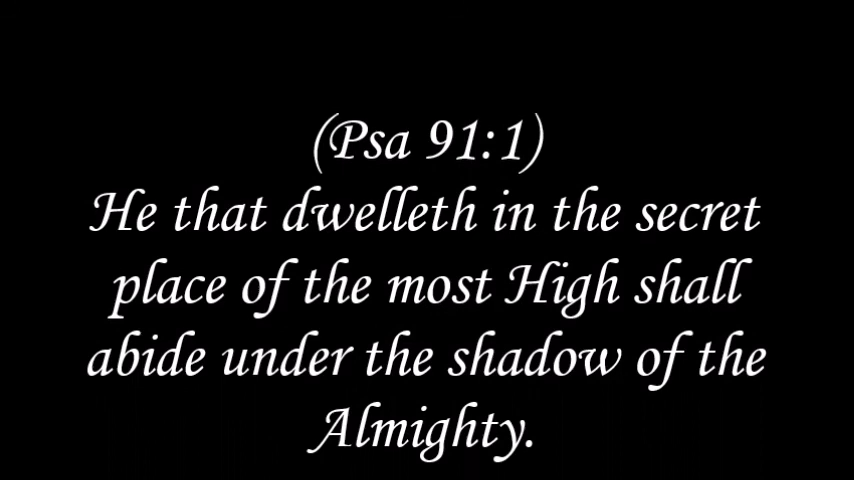 (Psa 91:1)
He that dwelleth in the secret
place of the most High shall
abide under the shadow of the
Almighty.